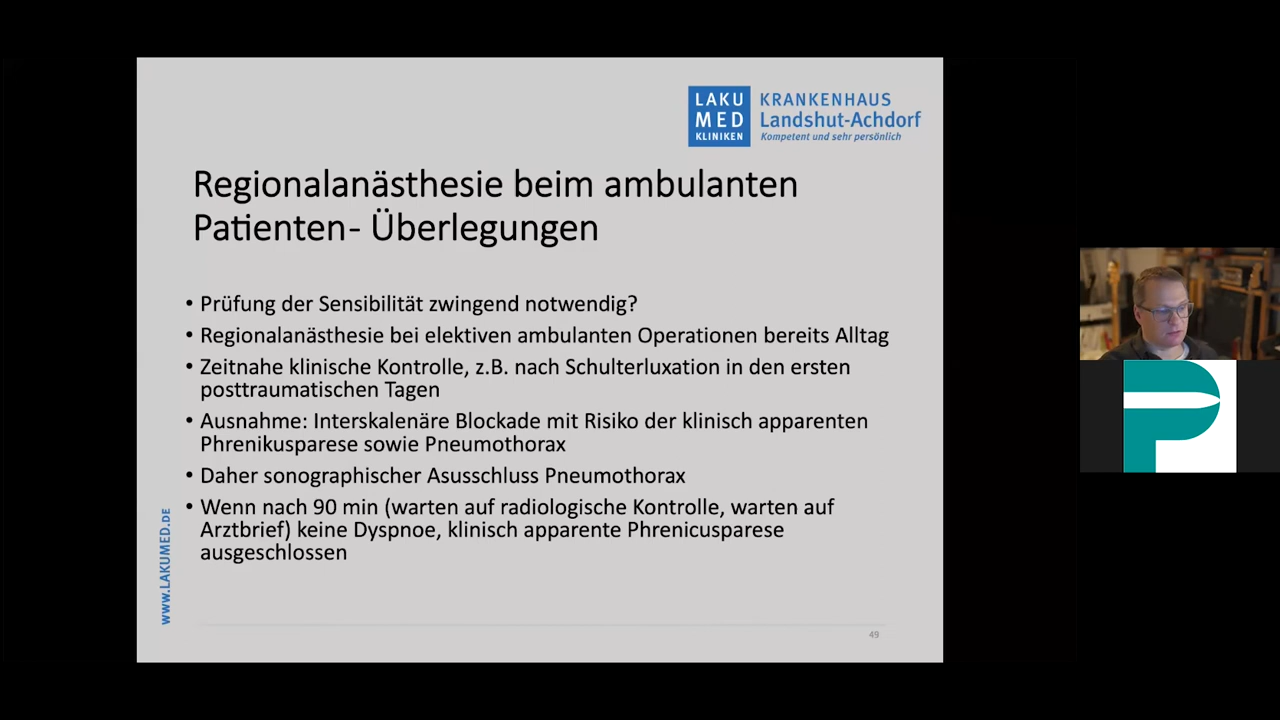 LAKU
MED
KLINIKEN
KRANKENHAUS
Landshut-Achdorf
Kompetent und sehr persönlich
Regionalanästhesie beim ambulanten
Patienten- Überlegungen
• Prüfung der Sensibilität zwingend notwendig?
• Regionalanästhesie bei elektiven ambulanten Operationen bereits Alltag
• Zeitnahe klinische Kontrolle, z.B. nach Schulterluxation in den ersten
posttraumatischen Tagen
• Ausnahme: Interskalenäre Blockade mit Risiko der klinisch apparenten
Phrenikusparese sowie Pneumothorax
• Daher sonographischer Asusschluss Pneumothorax
• Wenn nach 90 min (warten auf radiologische Kontrolle, warten auf
Arztbrief) keine Dyspnoe, klinisch apparente Phrenicusparese
ausgeschlossen
www.LAKUMED.DE
49